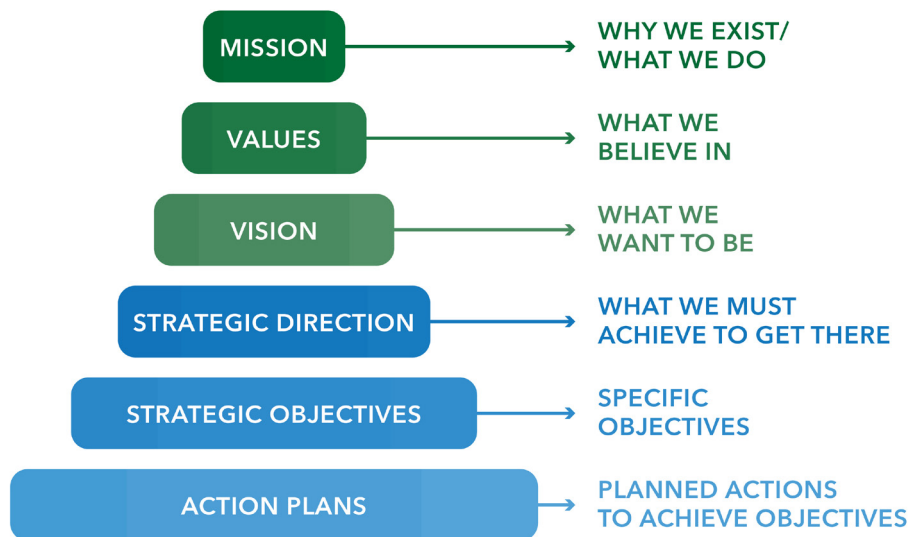 MISSION
WHY WE EXIST/
WHAT WE DO
VALUES
WHAT WE
BELIEVE IN
VISION
WHAT WE
WANT TO BE
STRATEGIC DIRECTION
WHAT WE MUST
ACHIEVE TO GET THERE
STRATEGIC OBJECTIVES
SPECIFIC
OBJECTIVES
ACTION PLANS
PLANNED ACTIONS
TO ACHIEVE OBJECTIVES